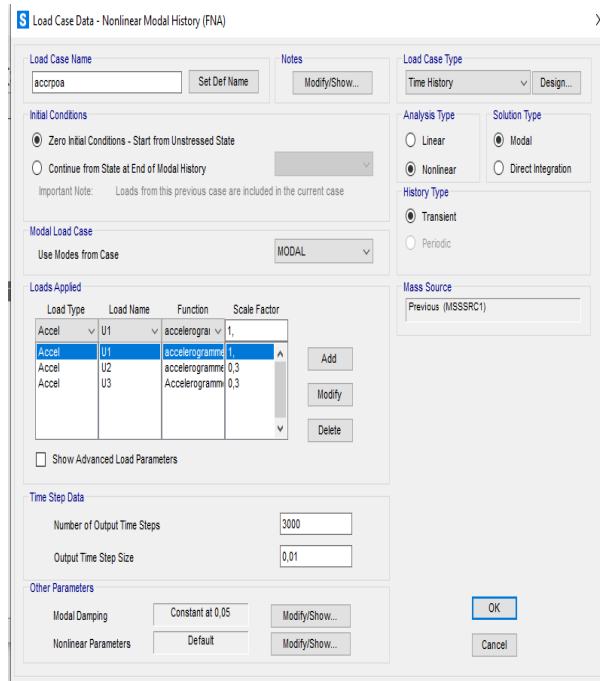 S Load Case Data - Nonlinear Modal History (FNA)
Load Case Name
accrpoa
Set Def Name
Notes
Modify/Show...
Load Case Type
Time History
Design...
Initial Conditions
Zero Initial Conditions - Start from Unstressed State
Continue from State at End of Modal History
Important Note: Loads from this previous case are included in the current case
Analysis Type
Linear
Nonlinear
Solution Type
Modal
Direct Integration
History Type
Transient
Periodic
Modal Load Case
Use Modes from Case
MODAL
Loads Applied
Load Type Load Name Function Scale Factor
Accel U1 accelerogra 1,
Accel U1 accelerogramme 1,
Accel U2 accelerogramme 0,3
Accel U3 Accelerogramm 0,3
Add
Modify
Delete
Show Advanced Load Parameters
Mass Source
Previous (MSSSRC1)
Time Step Data
Number of Output Time Steps
3000
Output Time Step Size
0,01
Other Parameters
Modal Damping
Constant at 0,05
Modify/Show...
Nonlinear Parameters
Default
Modify/Show...
OK
Cancel